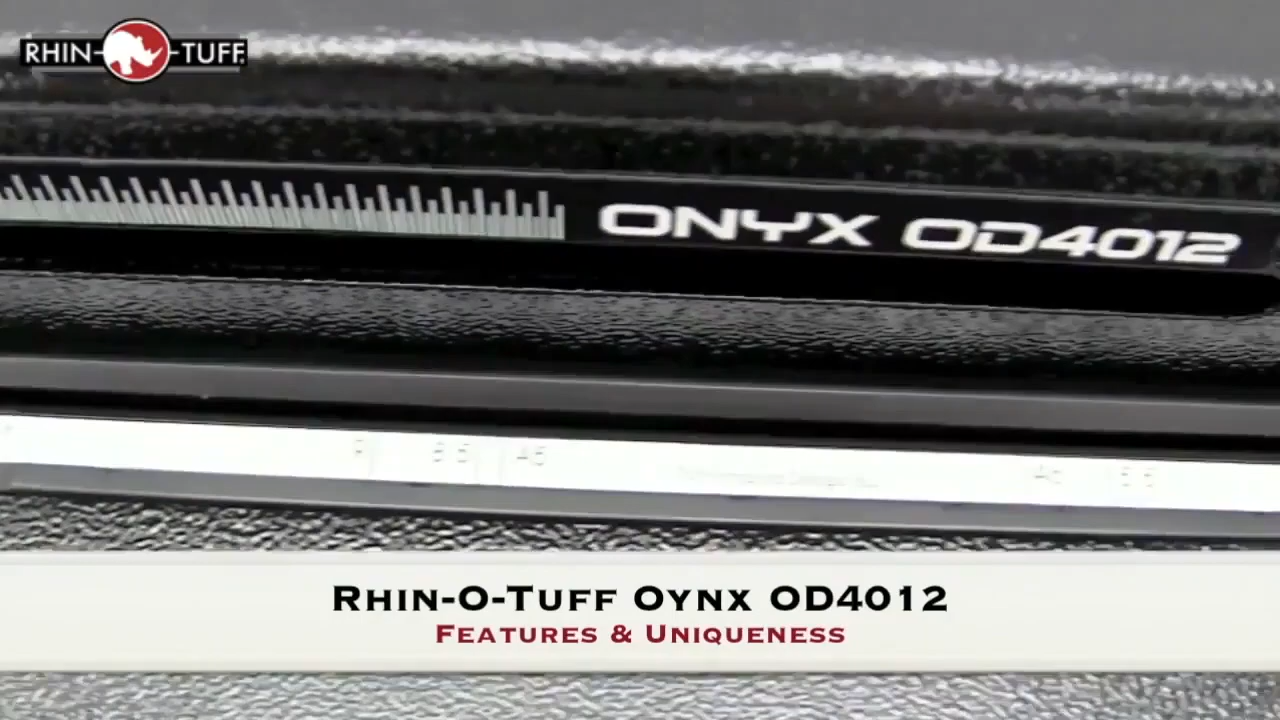 RHIN-O-TUFF
ONYX OD4012
RHIN-O-TUFF OYNX OD4012
FEATURES & UNIQUENESS